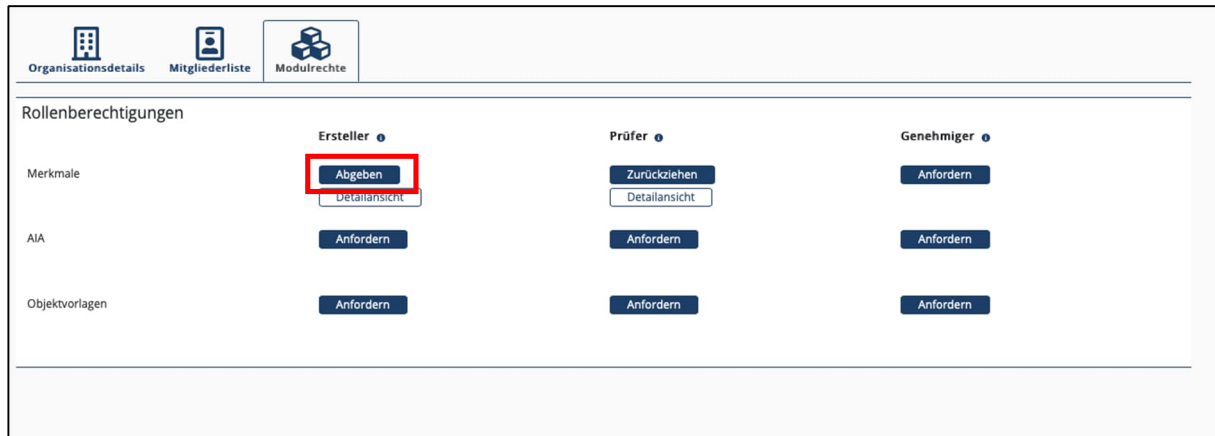 Organisationsdetails Mitgliederliste Modulrechte
Rollenberechtigungen
Ersteller Prüfer Genehmiger
Merkmale Abgeben Zurückziehen Anfordern
Detailansicht Detailansicht
AIA Anfordern Anfordern Anfordern
Objektvorlagen Anfordern Anfordern Anfordern